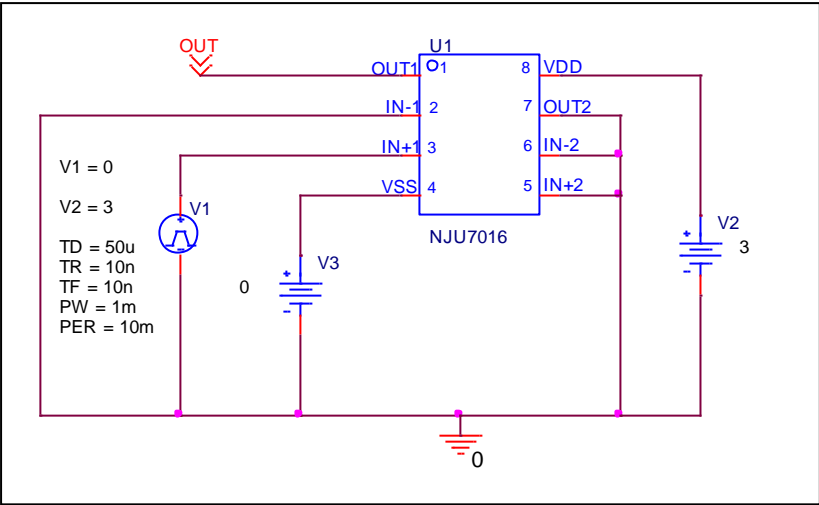 OUT
U1
OUT1 1 8 VDD
IN-1 2 7 OUT2
IN+1 3 6 IN-2
VSS 4 5 IN+2
NJU7016
V1 = 0
V2 = 3
TD = 50u
TR = 10n
TF = 10n
PW = 1m
PER = 10m
V1
+
-
V3
0
+
-
V2
3
+
-
0